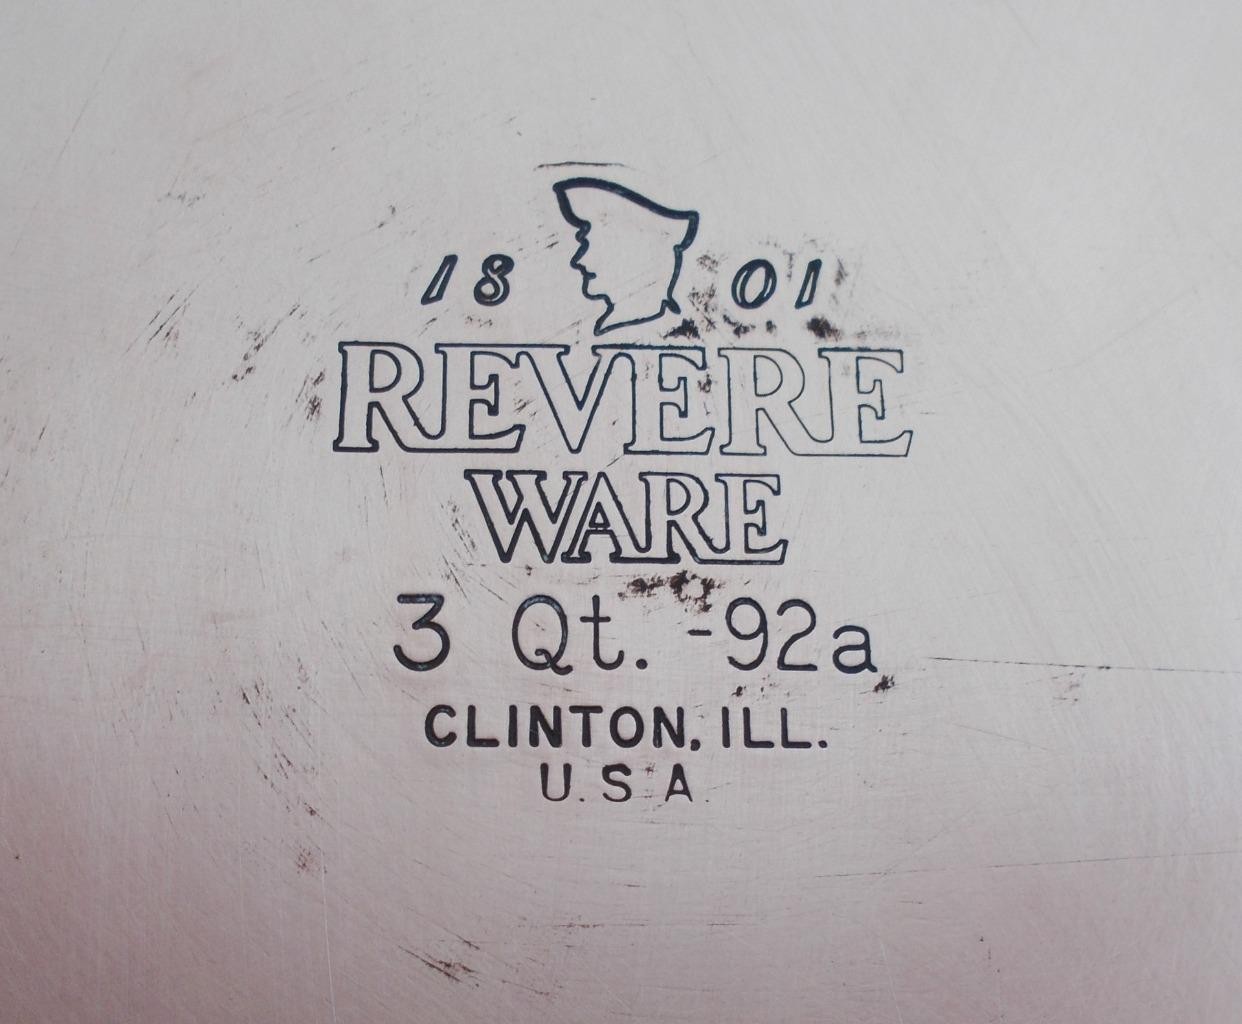 18 01
REVERE
WARE
3 Qt. -92a
CLINTON, ILL.
U.S.A.